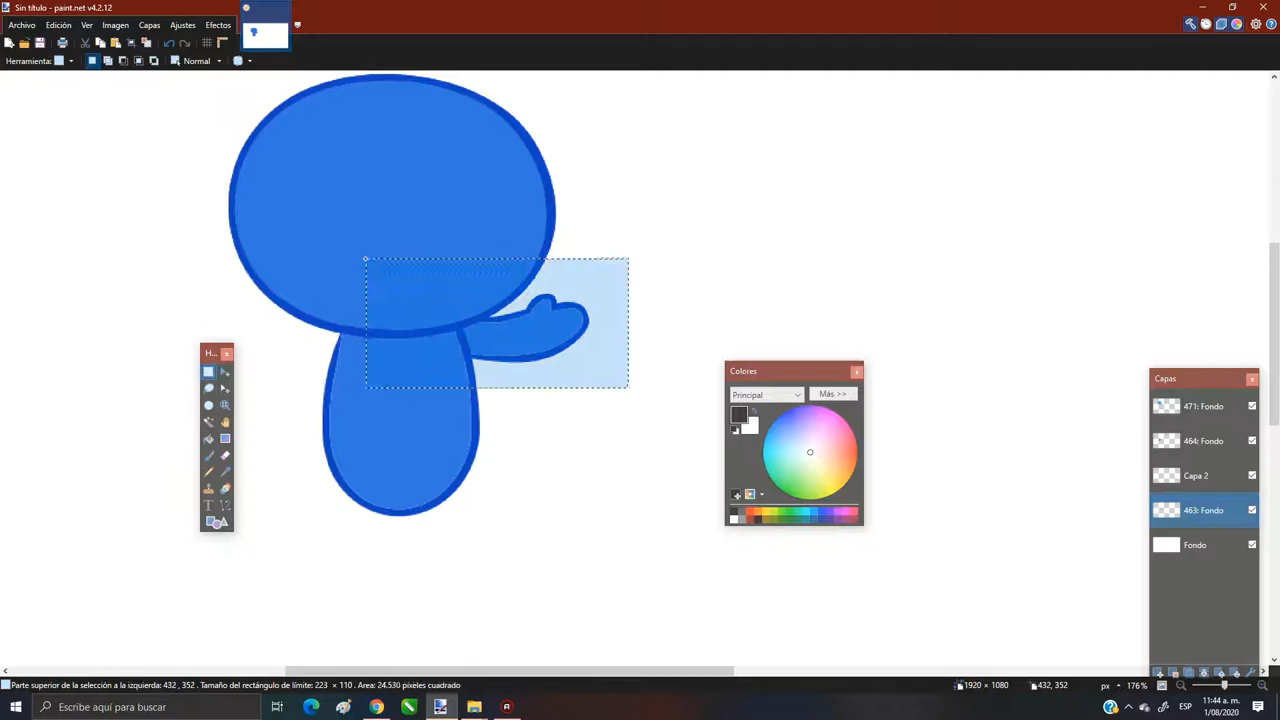 Sin título - paint.net v4.2.12
Archivo Edición Ver Imagen Capas Ajustes Efectos
Herramienta: Normal
H...
T
Colores
Principal Más >>
Capas
471: Fondo
464: Fondo
Capa 2
463: Fondo
Fondo
Parte superior de la selección a la izquierda: 432 , 352. Tamaño del rectángulo de límite: 223 × 110. Área: 24.530 píxeles cuadrado 1920 × 1080 432, 352 px 176%
Escribe aquí para buscar
ESP
11:44 a. m.
1/08/2020